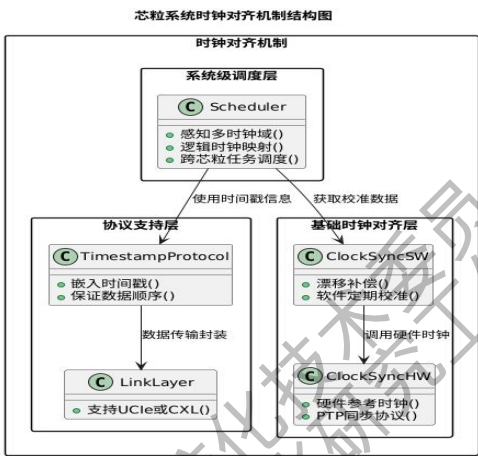 芯粒系统时钟对齐机制结构图
时钟对齐机制
系统级调度层
C Scheduler
感知多时钟域()
逻辑时钟映射()
跨芯粒任务调度()
使用时间戳信息
获取校准数据
协议支持层
基础时钟对齐层
C TimestampProtocol
嵌入时间戳()
保证数据顺序()
C ClockSyncSW
漂移补偿()
软件定期校准()
数据传输封装
调用硬件时钟
C LinkLayer
支持UCIe或CXL()
C ClockSyncHW
硬件参考时钟()
PTP同步协议()